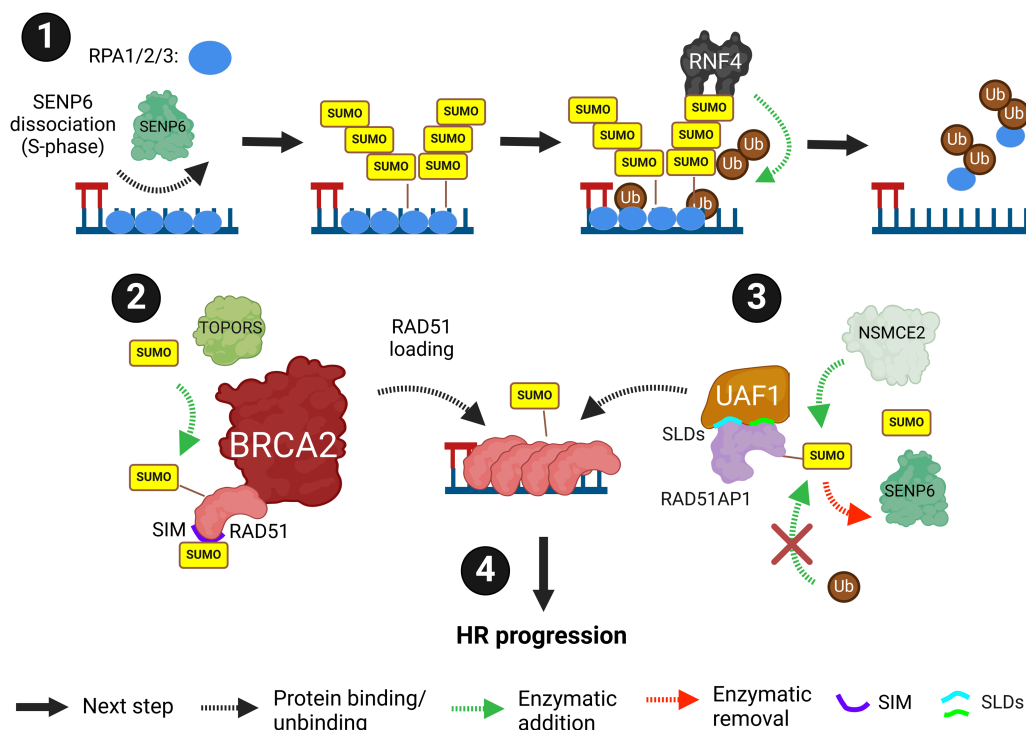 1
RPA1/2/3:
SENP6
dissociation
(S-phase)
SENP6
SUMO
SUMO
SUMO
SUMO
SUMO
SUMO
RNF4
SUMO
SUMO
SUMO
SUMO
SUMO
SUMO
Ub
Ub
Ub
Ub
Ub
Ub
Ub
Ub
2
TOPORS
SUMO
BRCA2
SUMO
SIM
RAD51
SUMO
RAD51
loading
SUMO
3
NSMCE2
UAF1
SLDs
SUMO
SUMO
RAD51AP1
SENP6
Ub
4
HR progression
Next step
Protein binding/
unbinding
Enzymatic
addition
Enzymatic
removal
SIM
SLDs